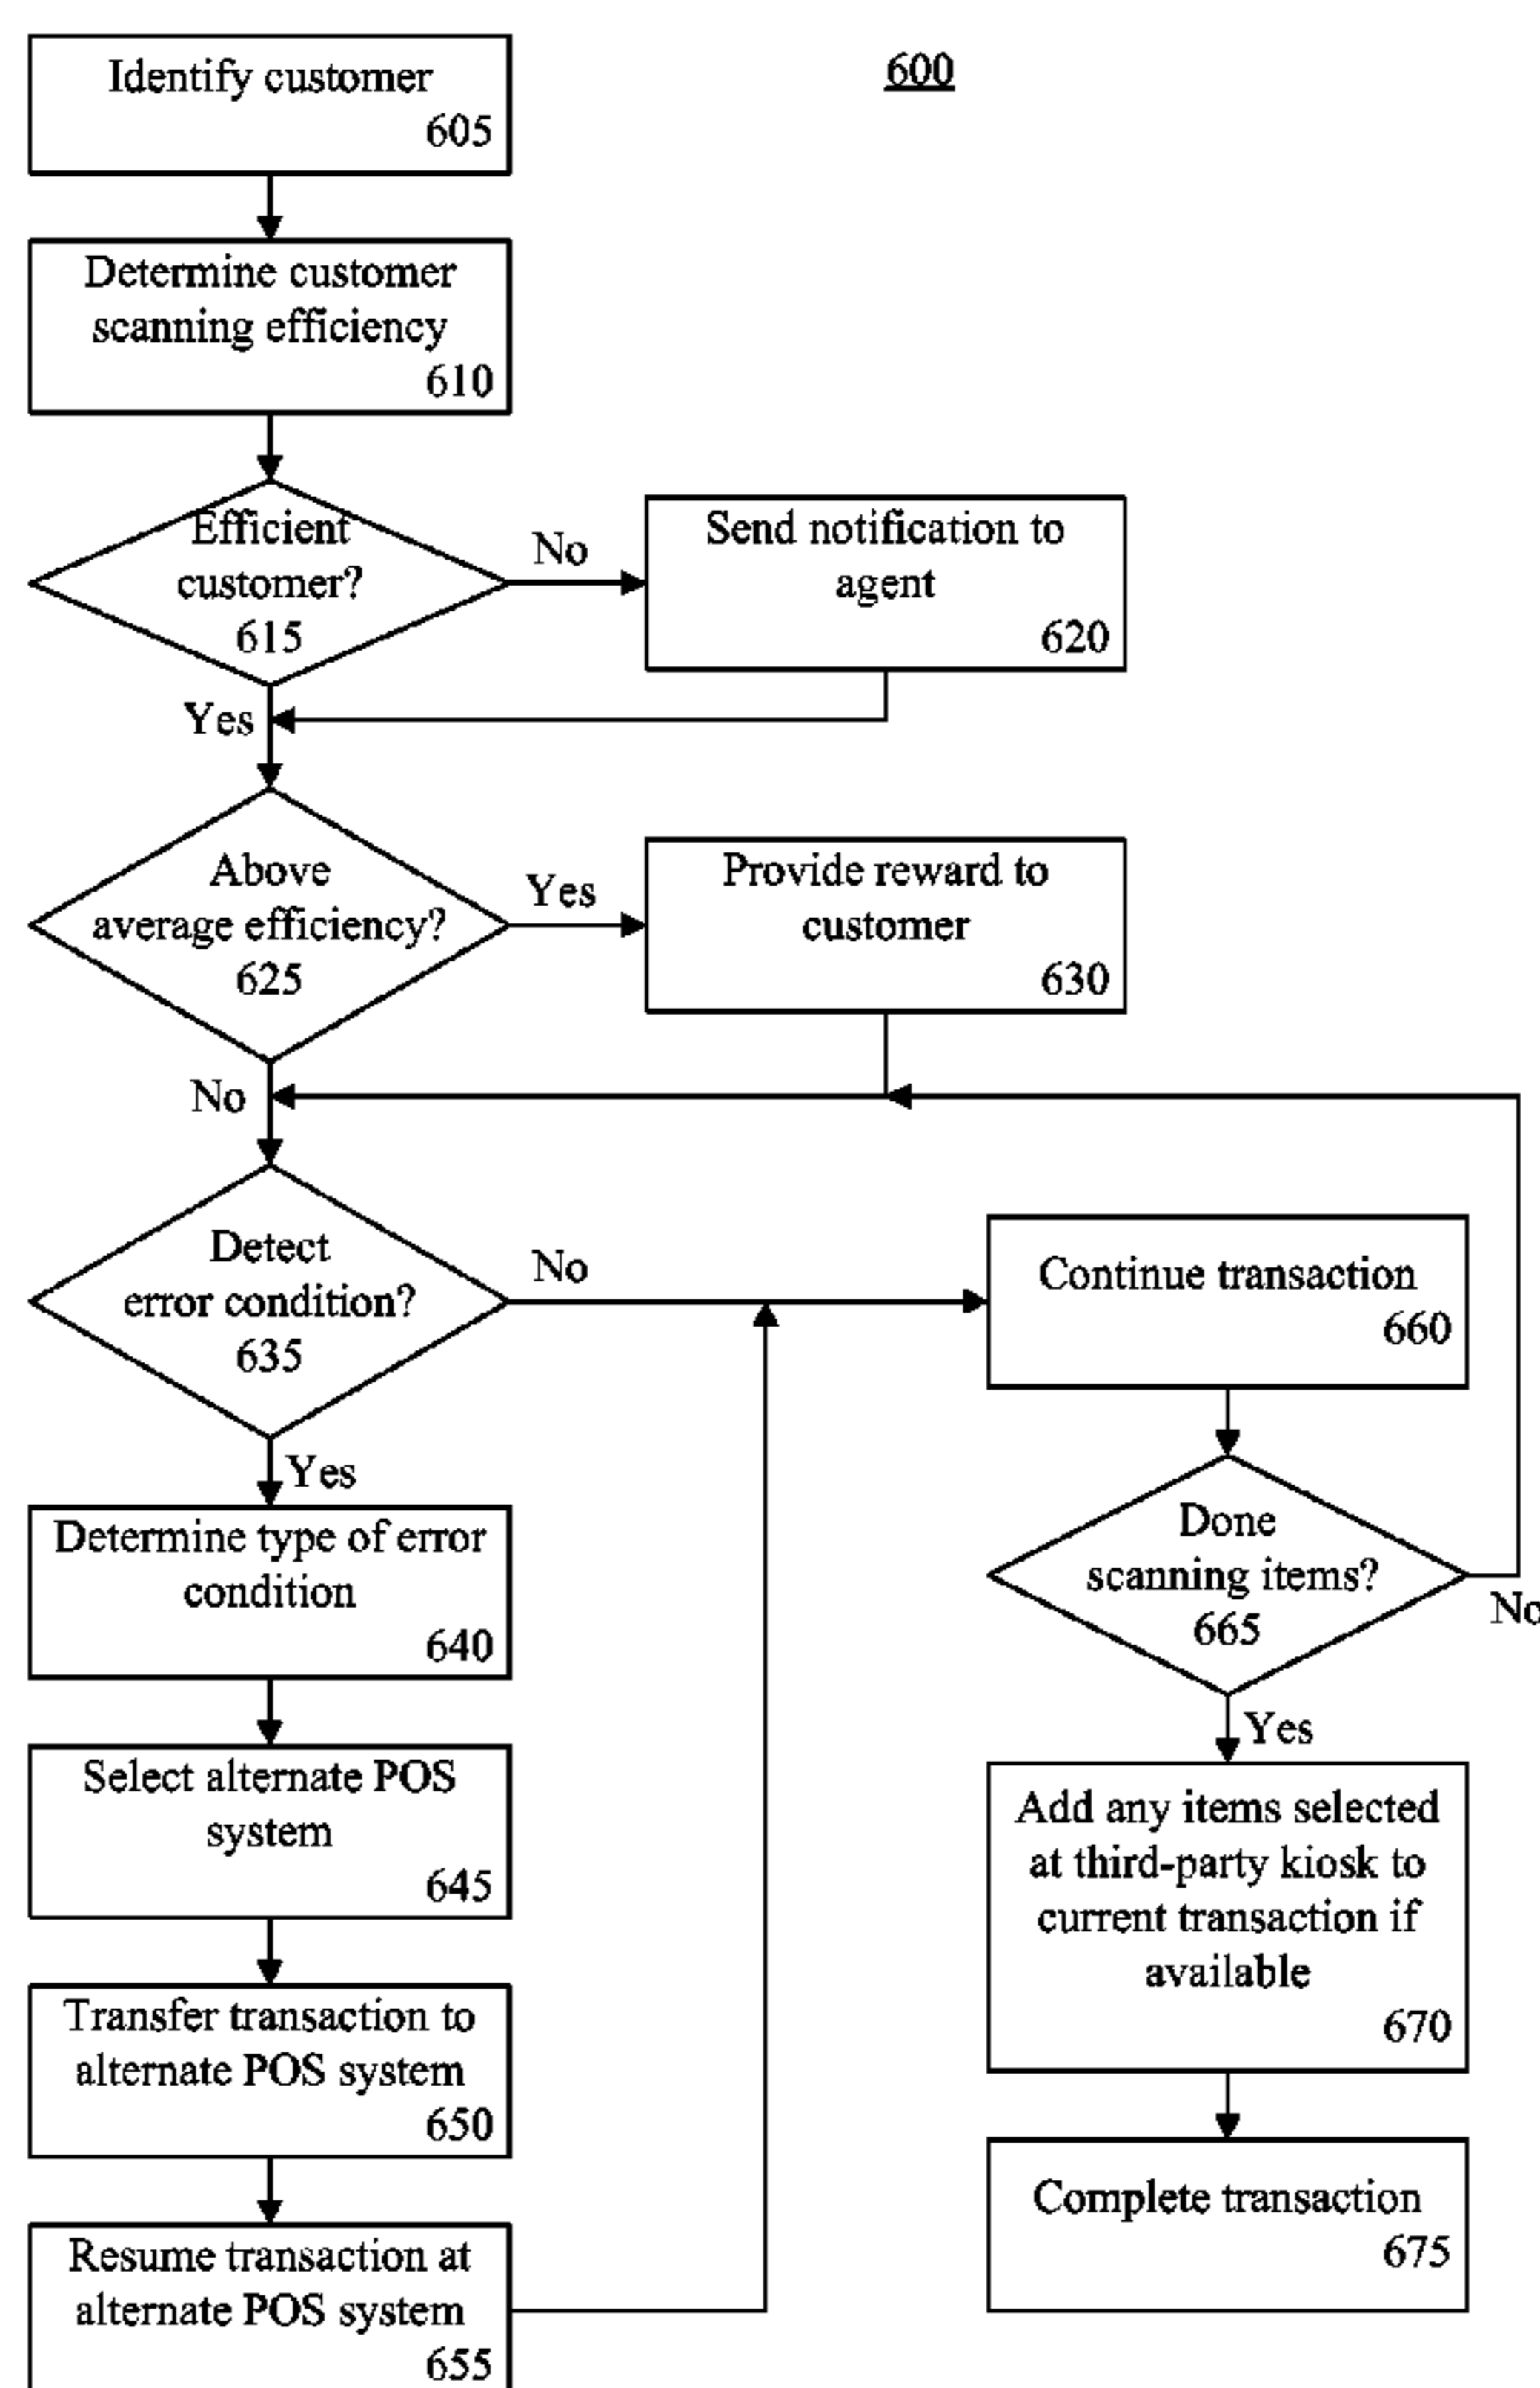 600
Identify customer
605
Determine customer
scanning efficiency
610
Efficient
customer?
615
No
Send notification to
agent
620
Yes
Above
average efficiency?
625
Yes
Provide reward to
customer
630
No
Detect
error condition?
635
No
Yes
Determine type of error
condition
640
Select alternate POS
system
645
Transfer transaction to
alternate POS system
650
Resume transaction at
alternate POS system
655
Continue transaction
660
Done
scanning items?
665
No
Yes
Add any items selected
at third-party kiosk to
current transaction if
available
670
Complete transaction
675